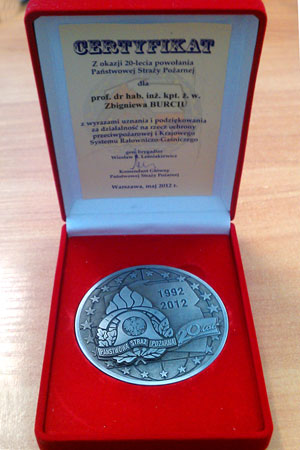 CERTYFIKAT
Z okazji 20-lecia powołania
Państwowej Straży Pożarnej
dla
prof. dr hab. inż. kpt. ż. w.
Zbigniewa BURCIU
z wyrazami uznania i podziękowania
za działalność na rzecz ochrony
przeciwpożarowej i Krajowego
Systemu Ratowniczo-Gaśniczego
gen. brygadier
Wiesław B. Leśniakiewicz
Komendant Główny
Państwowej Straży Pożarnej
Warszawa, maj 2012 r.
1992
2012
PAŃSTWOWA STRAŻ POŻARNA